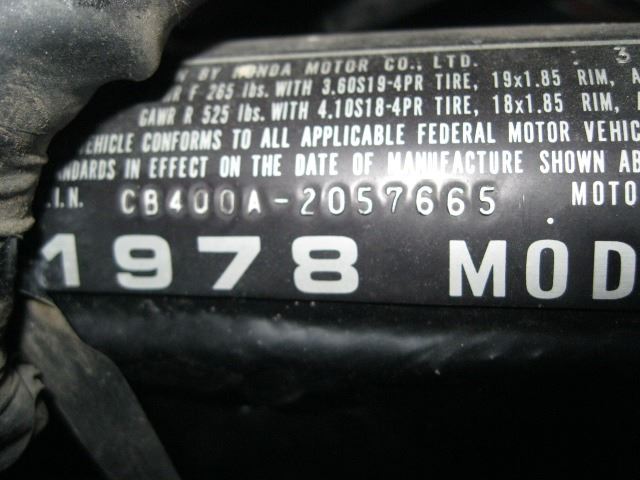 3
N BY HONDA MOTOR CO., LTD.
R F 265 lbs. WITH 3.60S19-4PR TIRE, 19x1.85 RIM, A
GAWR R 525 lbs. WITH 4.10S18-4PR TIRE, 18x1.85 RIM, A
VEHICLE CONFORMS TO ALL APPLICABLE FEDERAL MOTOR VEHIC
ANDARDS IN EFFECT ON THE DATE OF MANUFACTURE SHOWN AB
.I.N. CB400A-2057665 MOTO
1978 MOD